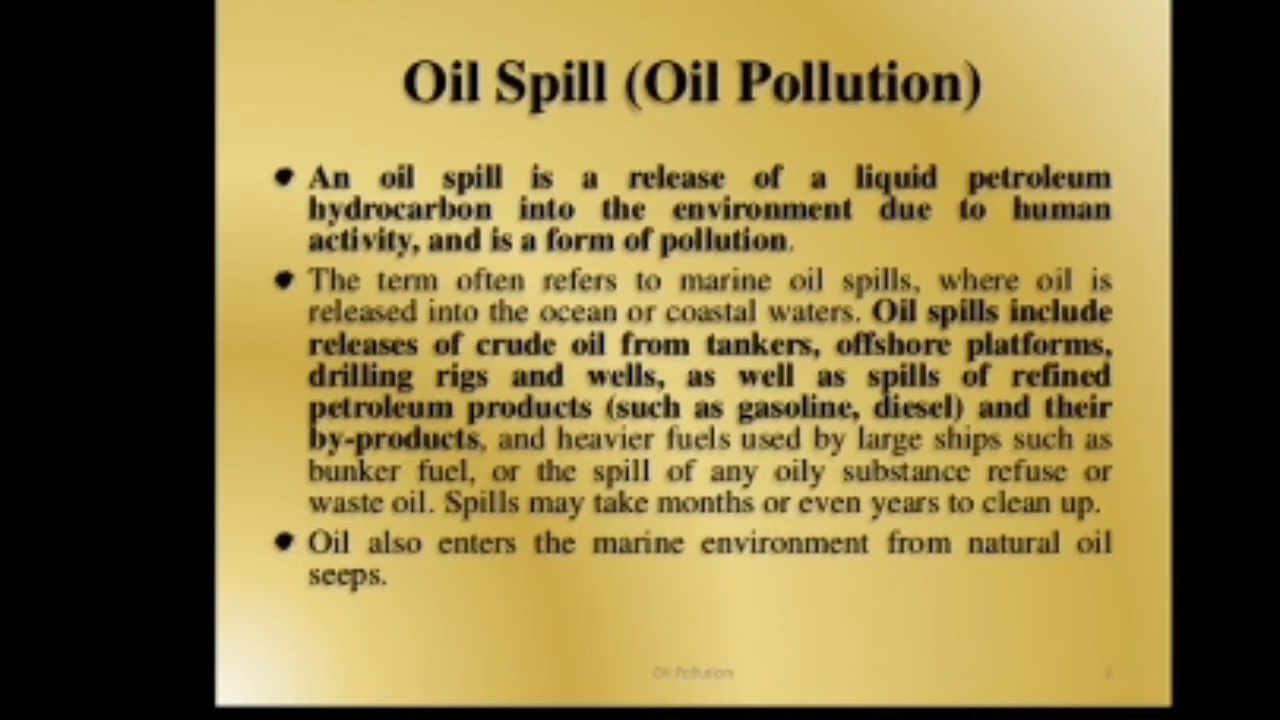 Oil Spill (Oil Pollution)
An oil spill is a release of a liquid petroleum
hydrocarbon into the environment due to human
activity, and is a form of pollution.
The term often refers to marine oil spills, where oil is
released into the ocean or coastal waters. Oil spills include
releases of crude oil from tankers, offshore platforms,
drilling rigs and wells, as well as spills of refined
petroleum products (such as gasoline, diesel) and their
by-products, and heavier fuels used by large ships such as
bunker fuel, or the spill of any oily substance refuse or
waste oil. Spills may take months or even years to clean up.
Oil also enters the marine environment from natural oil
seeps.
Oil Pollution